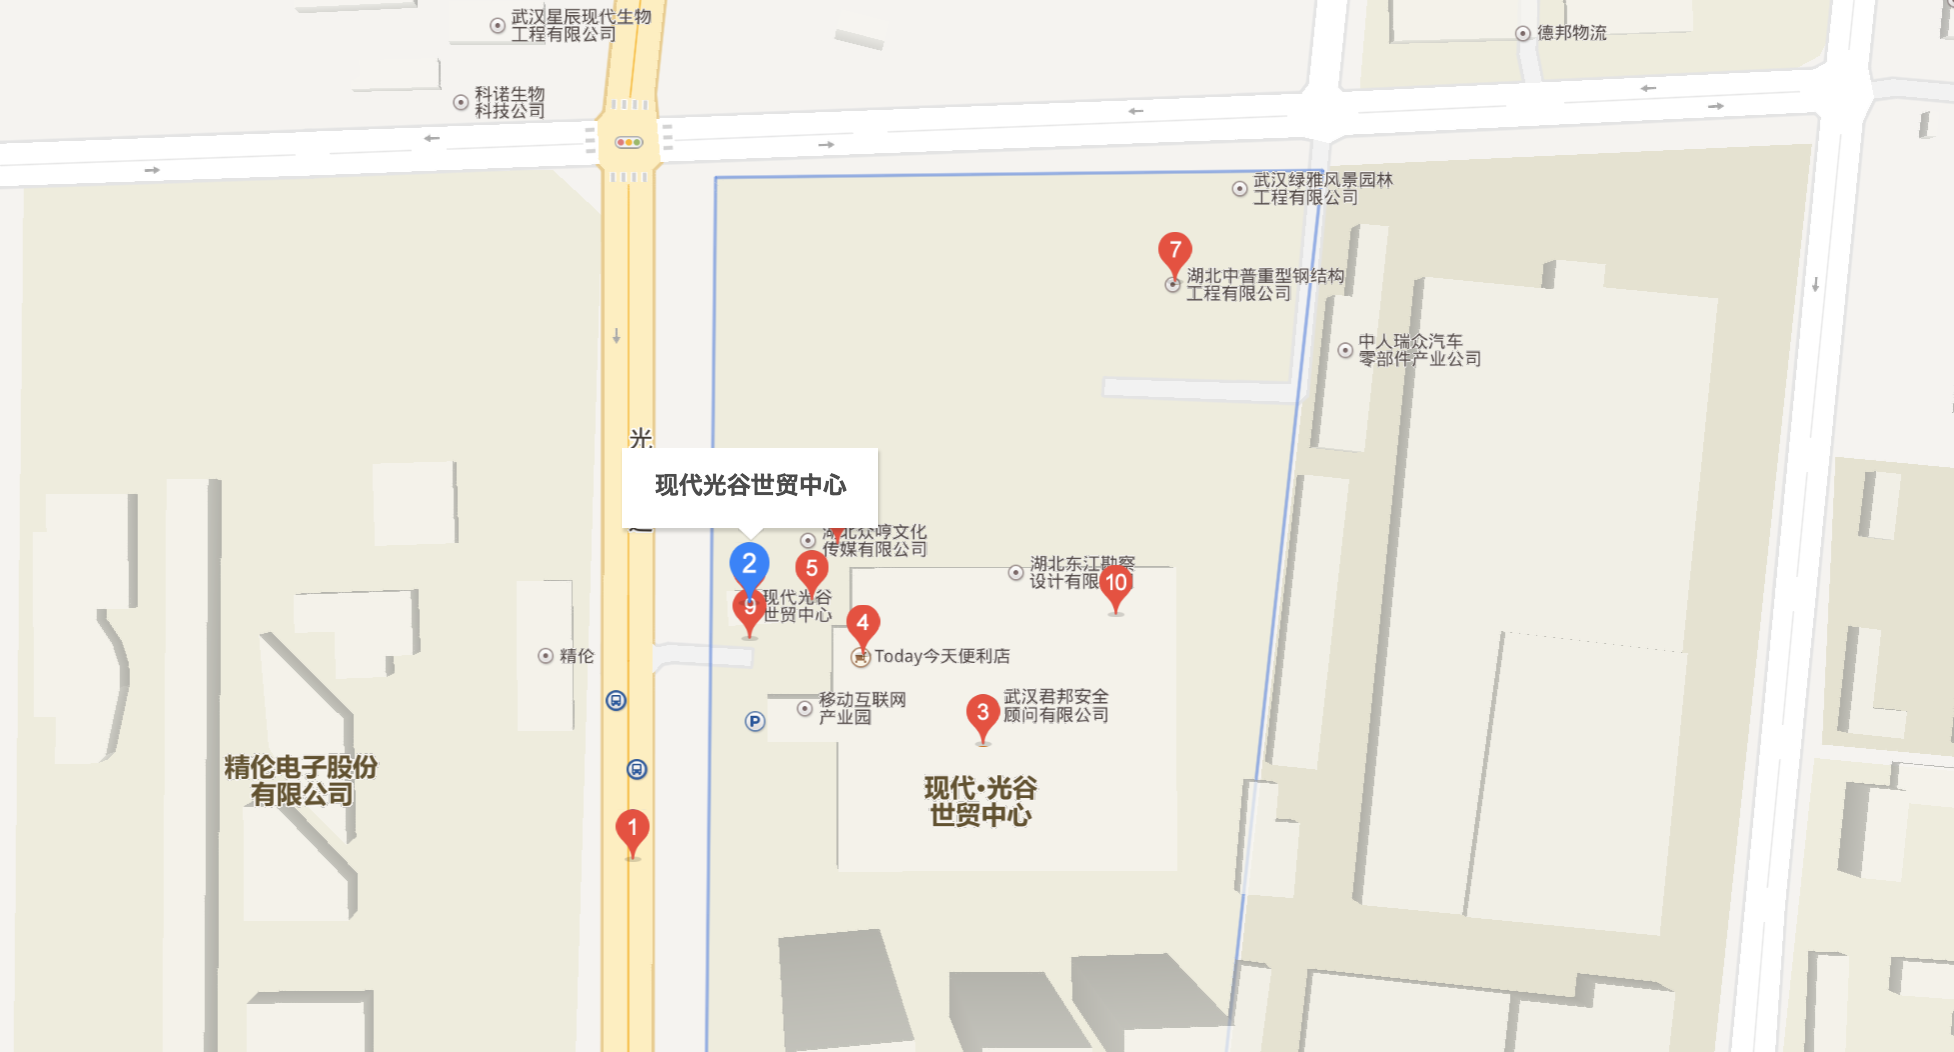 武汉星辰现代生物
工程有限公司
德邦物流
科诺生物
科技公司
武汉绿雅风景园林
工程有限公司
7
湖北中普重型钢结构
工程有限公司
中人瑞众汽车
零部件产业公司
光
现代光谷世贸中心
湖北众哼文化
传媒有限公司
2
5
湖北东江勘察
设计有限
10
9
现代光谷
世贸中心
4
精伦
Today今天便利店
移动互联网
产业园
P
3
武汉君邦安全
顾问有限公司
精伦电子股份
有限公司
现代·光谷
世贸中心
1